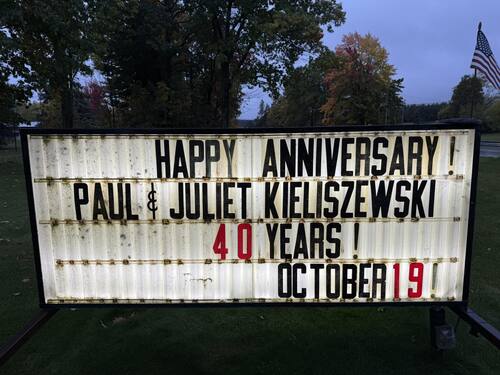 HAPPY ANNIVERSARY!
PAUL & JULIET KIELISZEWSKI
40 YEARS!
OCTOBER 19!